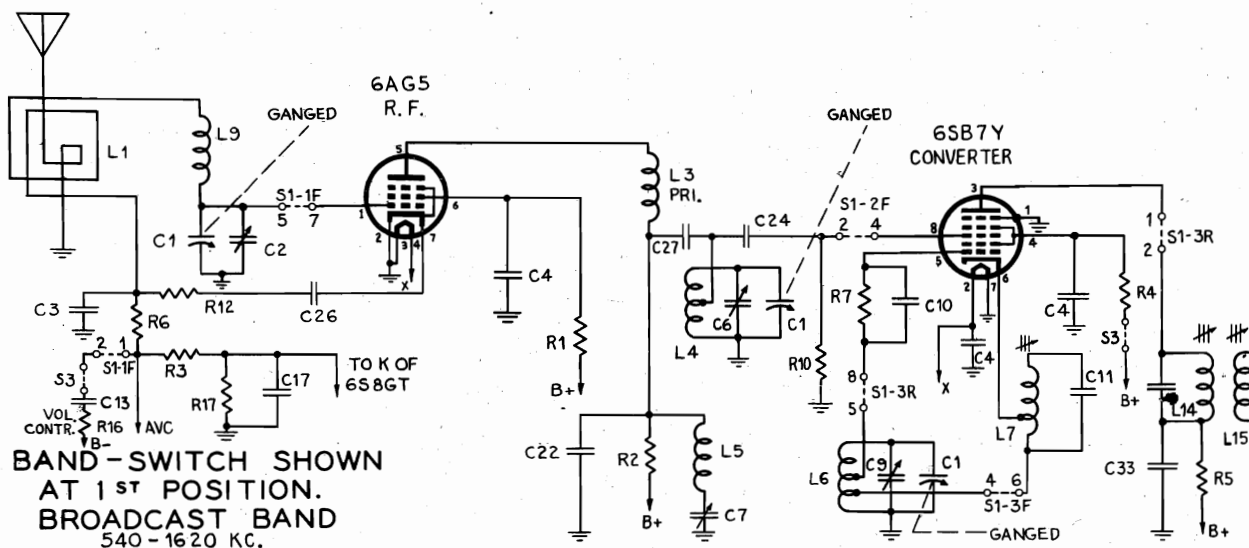 6AG5
R.F.
GANGED
L9
L1
S1-1F
5 7
C1
C2
1
5
6
2
3
4
7
X
C3
R12
C26
R6
C4
R1
B+
2 1
S1-1F
R3
S3
C13
R17
C17
TO K OF
6S8GT
VOL.
CONTR.
R16
B-
AVC
L3
PRI.
C27
C24
GANGED
S1-2F
2 4
L4
C6
C1
R10
C22
R2
B+
L5
C7
6SB7Y
CONVERTER
3
1
8
4
5
2
7
6
R7
C10
C4
X
8
S1-3R
5
L6
C9
C1
GANGED
4 6
S1-3F
L7
C11
C4
R4
S3
B+
1
S1-3R
2
L14
L15
C33
R5
B+
BAND-SWITCH SHOWN
AT 1ST POSITION.
BROADCAST BAND
540-1620 KC.